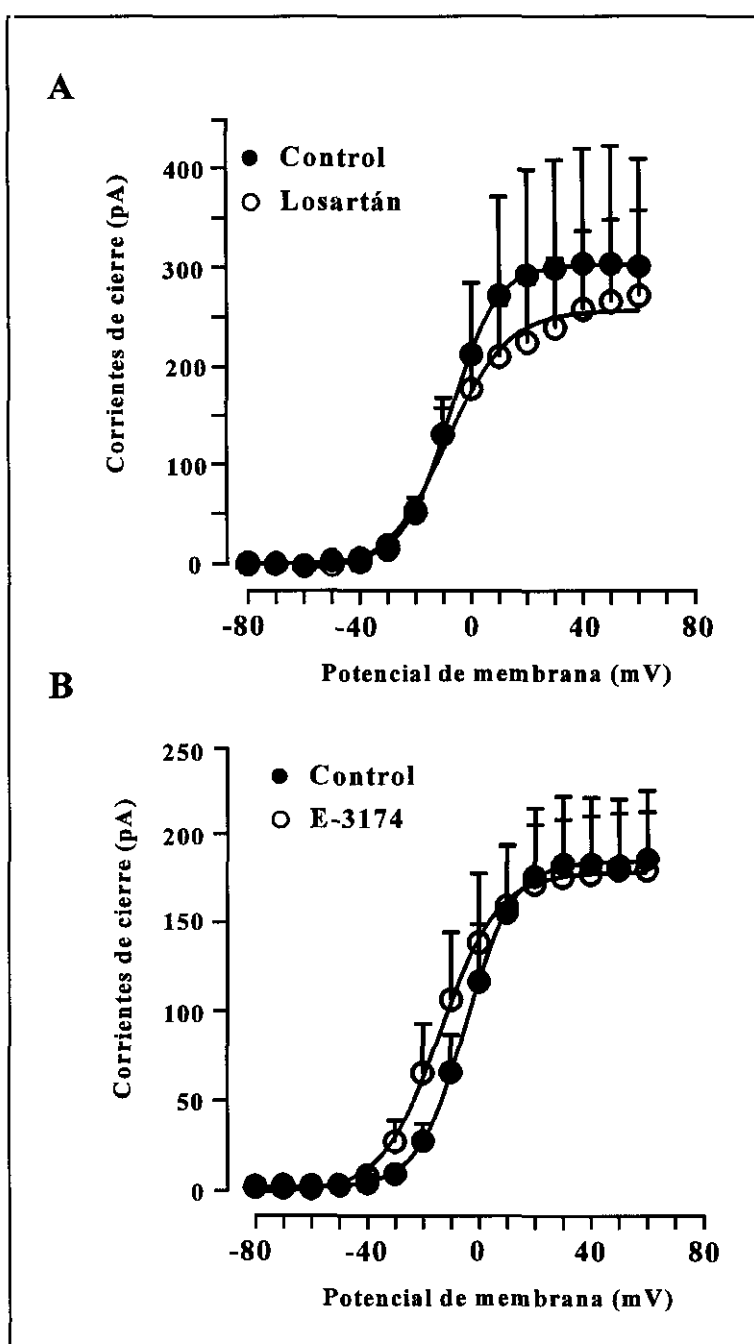 A
Corrientes de cierre (pA)
400
300
200
100
0
Control
Losartán
-80
-40
0
40
80
Potencial de membrana (mV)
B
Corrientes de cierre (pA)
250
200
150
100
50
0
Control
E-3174
-80
-40
0
40
80
Potencial de membrana (mV)